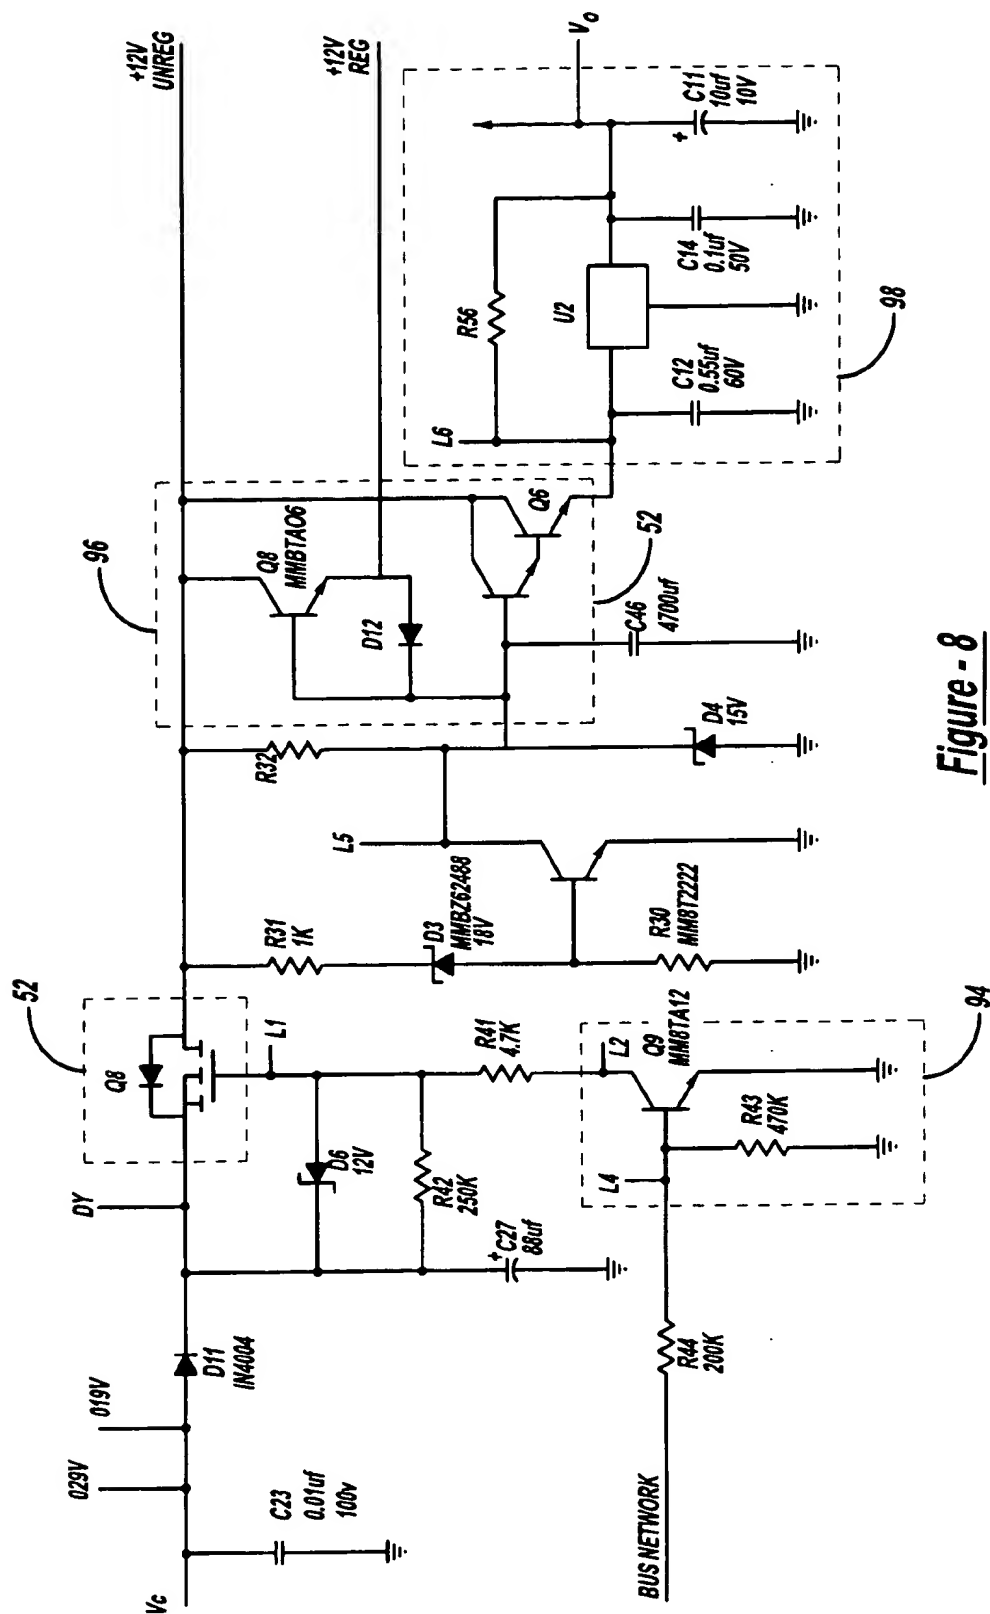 Vc
029V
019V
C23
0.01uf
100v
D11
IN4004
DY
52
Q8
D6
12V
R42
250K
C27
+
88uf
L1
R41
4.7K
BUS NETWORK
R44
200K
L4
L2
Q9
MM8TA12
R43
470K
94
R31
1K
D3
MMBZ62488
18V
R30
MM8T2222
L5
R32
D4
15V
96
Q8
MMBTAO6
D12
Q6
52
C46
4700uf
+12V
UNREG
+12V
REG
L6
R56
U2
C12
0.55uf
60V
C14
0.1uf
50V
+
C11
10uf
10V
Vo
98
Figure - 8